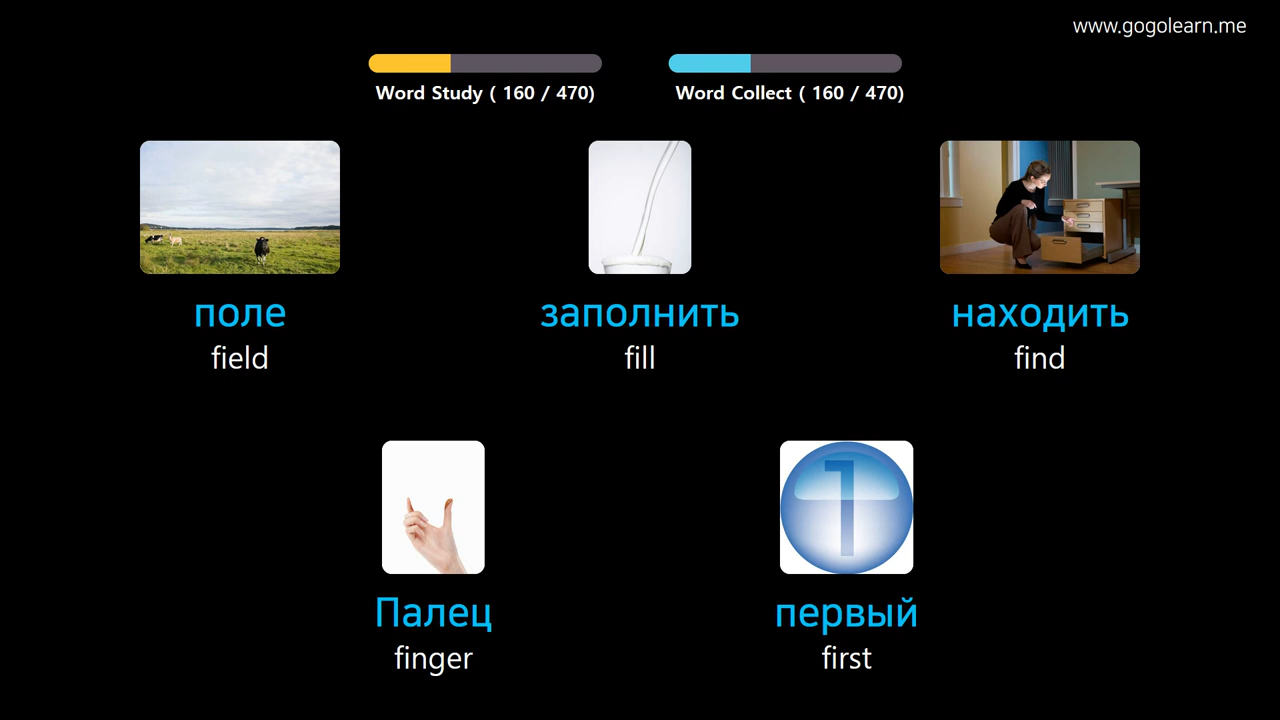 www.gogolearn.me
Word Study ( 160 / 470)
Word Collect ( 160 / 470)
поле
field
заполнить
fill
находить
find
Палец
finger
1
первый
first